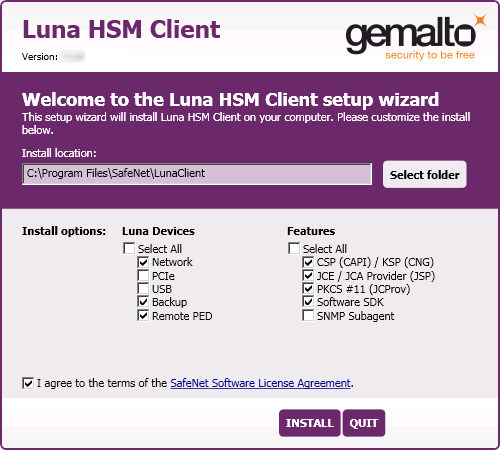 Luna HSM Client
Version:
gemalto
security to be free
Welcome to the Luna HSM Client setup wizard
This setup wizard will install Luna HSM Client on your computer. Please customize the install
below.
Install location:
C:\Program Files\SafeNet\LunaClient
Select folder
Install options:
Luna Devices
Select All
Network
PCIe
USB
Backup
Remote PED
Features
Select All
CSP (CAPI) / KSP (CNG)
JCE / JCA Provider (JSP)
PKCS #11 (JCProv)
Software SDK
SNMP Subagent
I agree to the terms of the SafeNet Software License Agreement.
INSTALL
QUIT